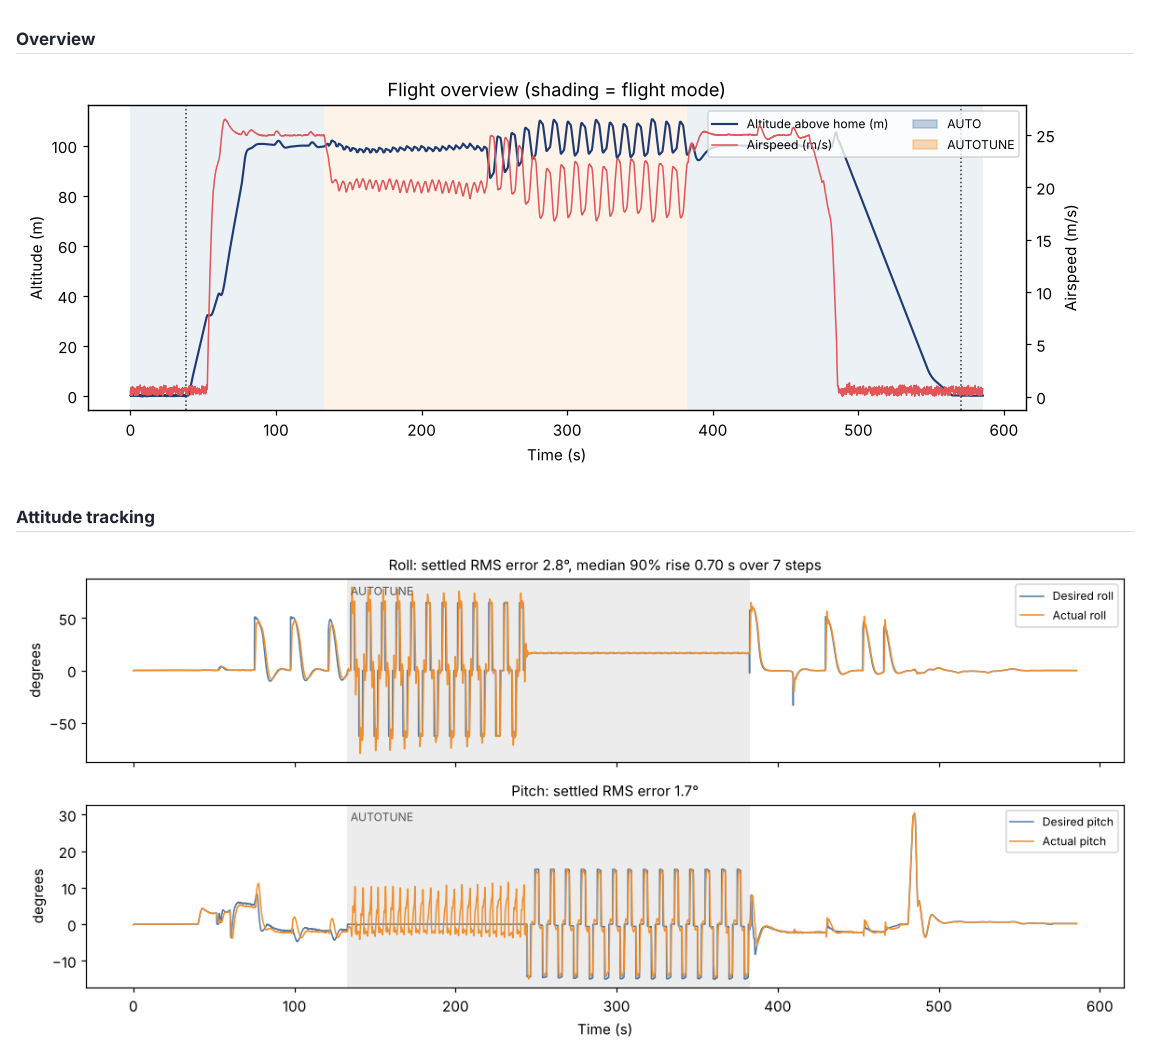 Overview
Flight overview (shading = flight mode)
Altitude above home (m)
Airspeed (m/s)
AUTO
AUTOTUNE
Altitude (m)
100
80
60
40
20
0
Airspeed (m/s)
25
20
15
10
5
0
0 100 200 300 400 500 600
Time (s)
Attitude tracking
Roll: settled RMS error 2.8°, median 90% rise 0.70 s over 7 steps
AUTOTUNE
Desired roll
Actual roll
degrees
50
0
−50
Pitch: settled RMS error 1.7°
AUTOTUNE
Desired pitch
Actual pitch
degrees
30
20
10
0
−10
0 100 200 300 400 500 600
Time (s)